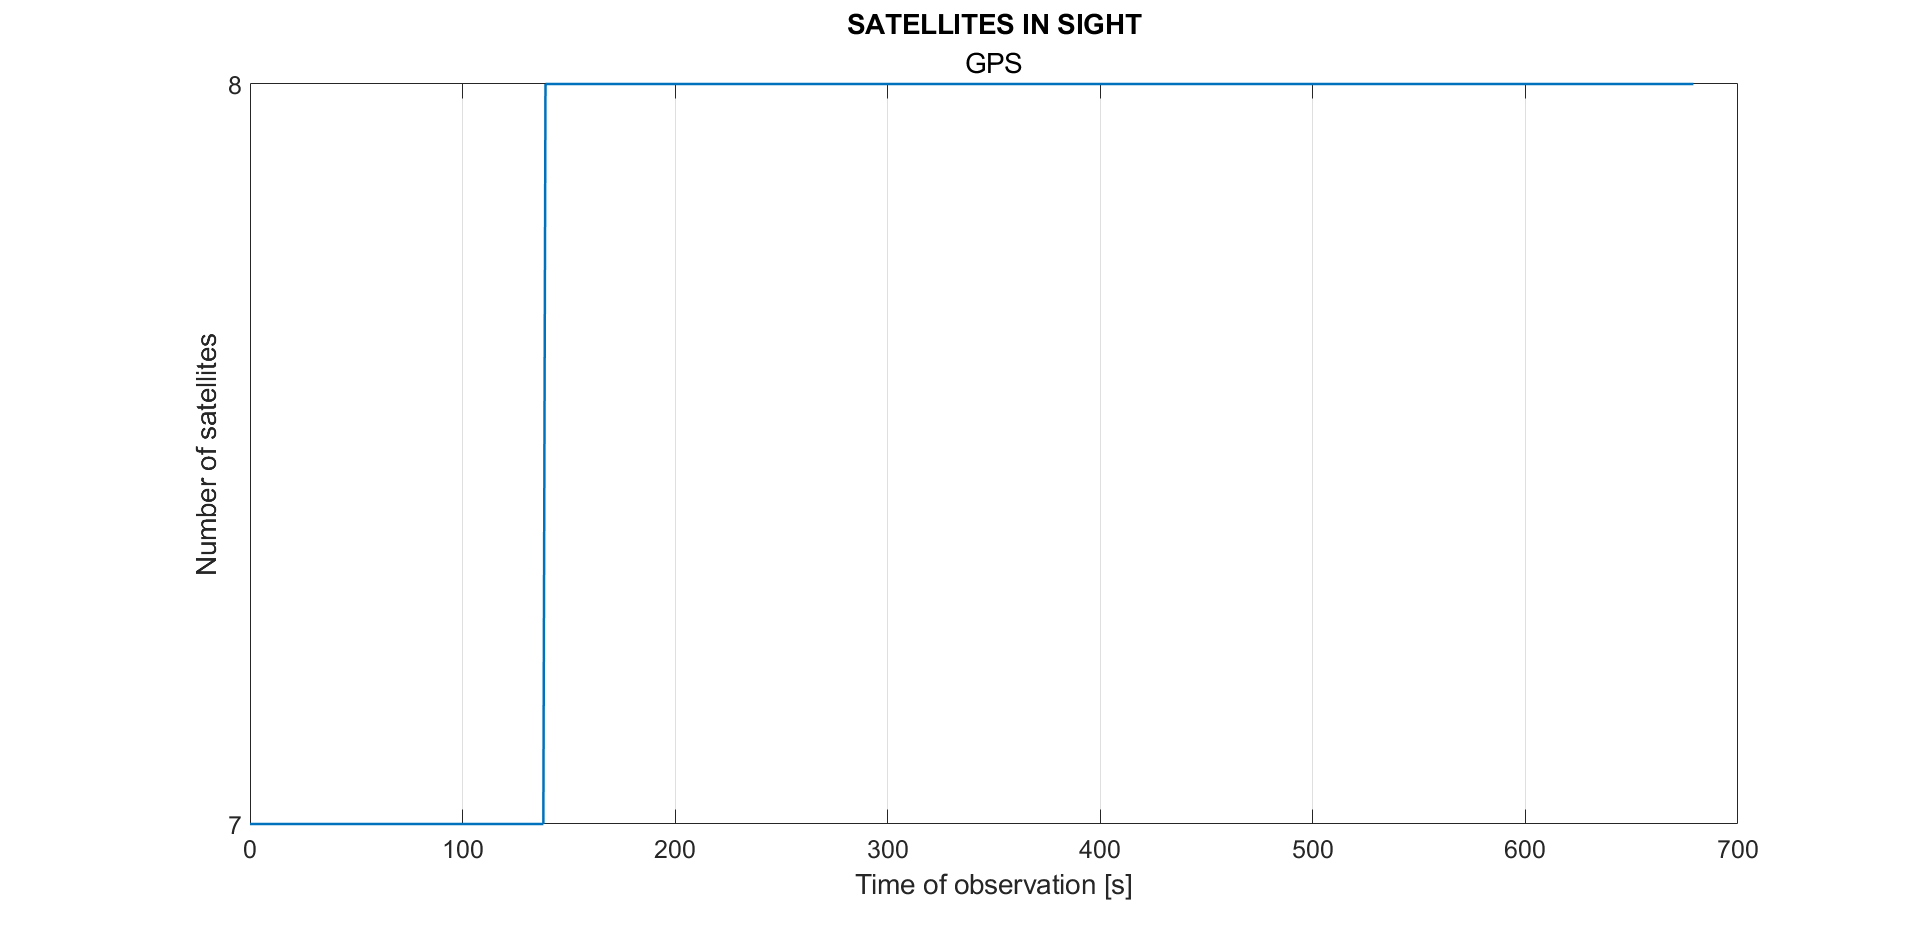 SATELLITES IN SIGHT
GPS
8
7
Number of satellites
0 100 200 300 400 500 600 700
Time of observation [s]